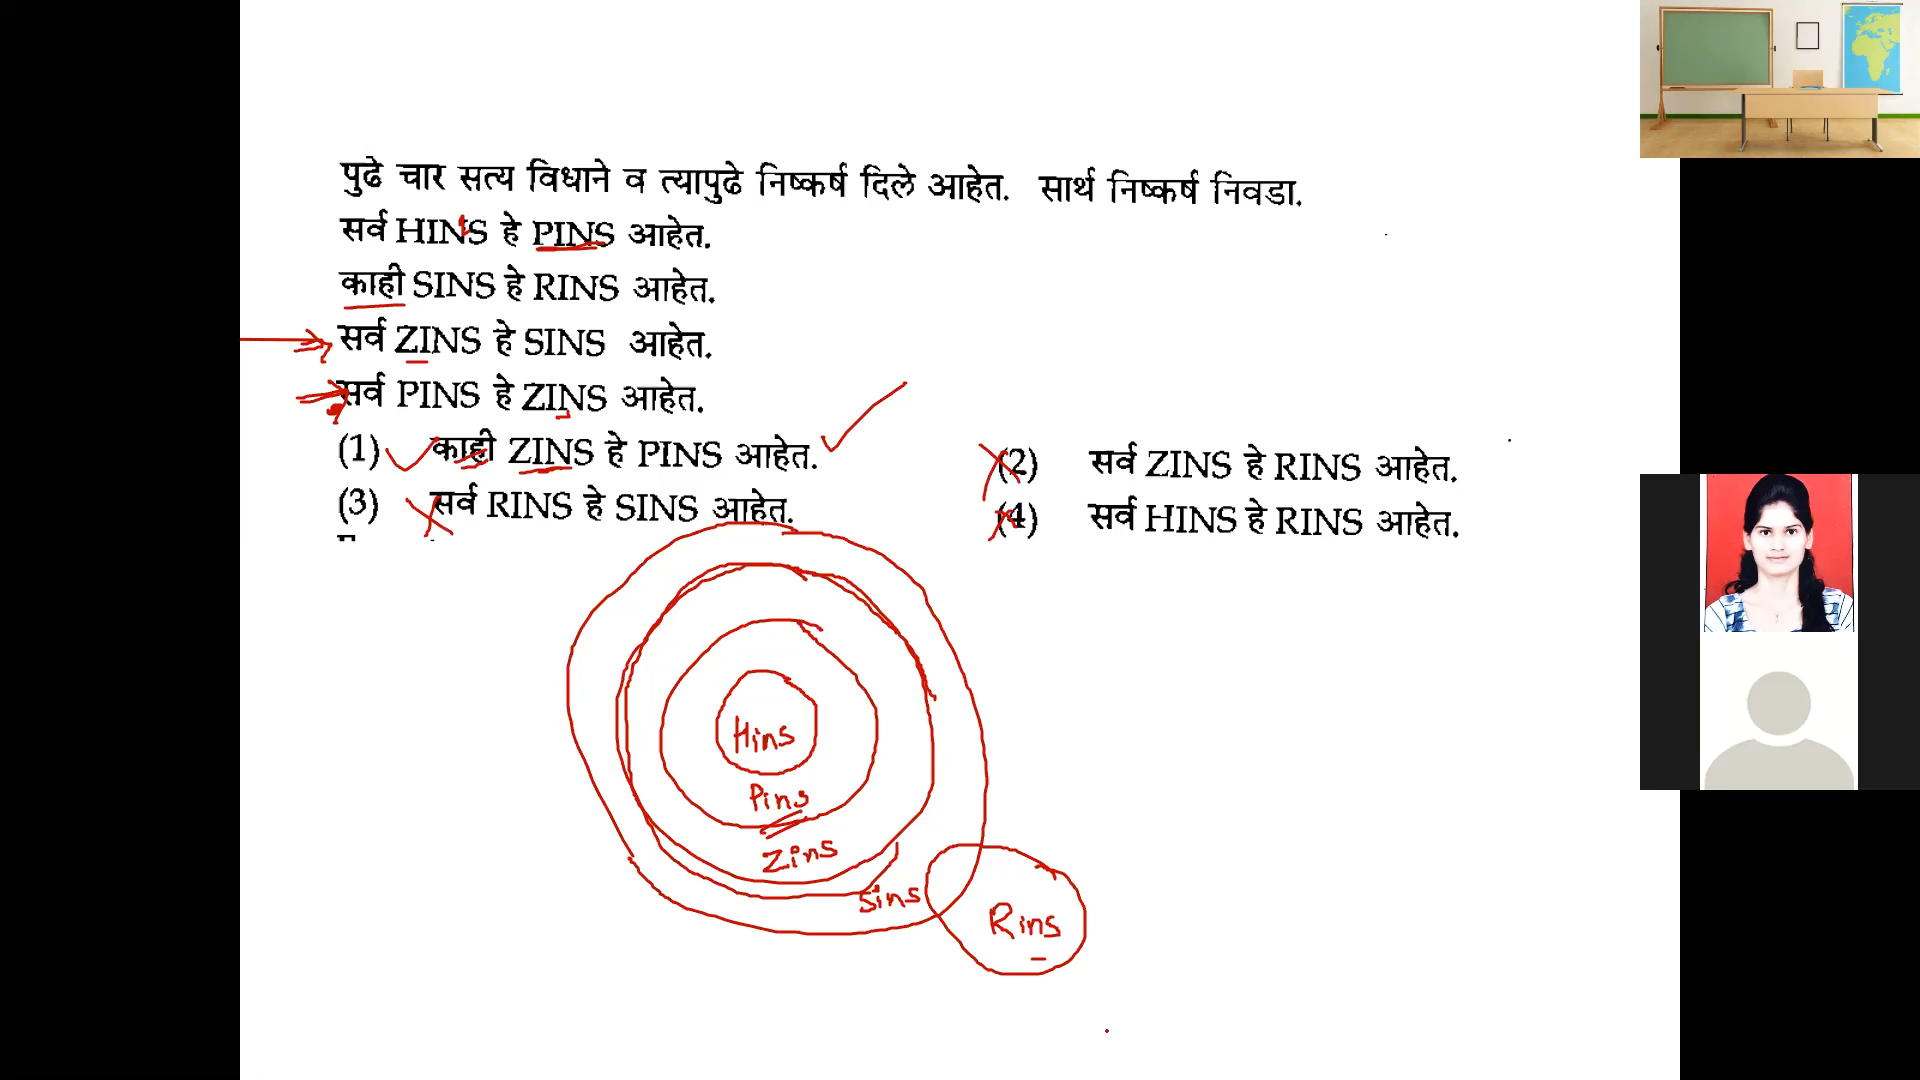 पुढे चार सत्य विधाने व त्यापुढे निष्कर्ष दिले आहेत. सार्थ निष्कर्ष निवडा.
सर्व HINS हे PINS आहेत.
काही SINS हे RINS आहेत.
सर्व ZINS हे SINS आहेत.
सर्व PINS हे ZINS आहेत.
(1) काही ZINS हे PINS आहेत. (2) सर्व ZINS हे RINS आहेत.
(3) सर्व RINS हे SINS आहेत. (4) सर्व HINS हे RINS आहेत.
Hins
Pins
Zins
Sins
Rins